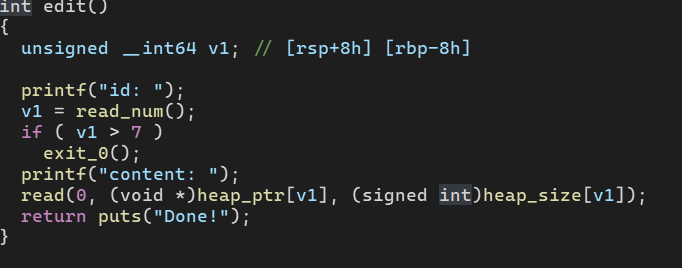 int edit()
{
unsigned __int64 v1; // [rsp+8h] [rbp-8h]
printf("id: ");
v1 = read_num();
if ( v1 > 7 )
exit_0();
printf("content: ");
read(0, (void *)heap_ptr[v1], (signed int)heap_size[v1]);
return puts("Done!");
}